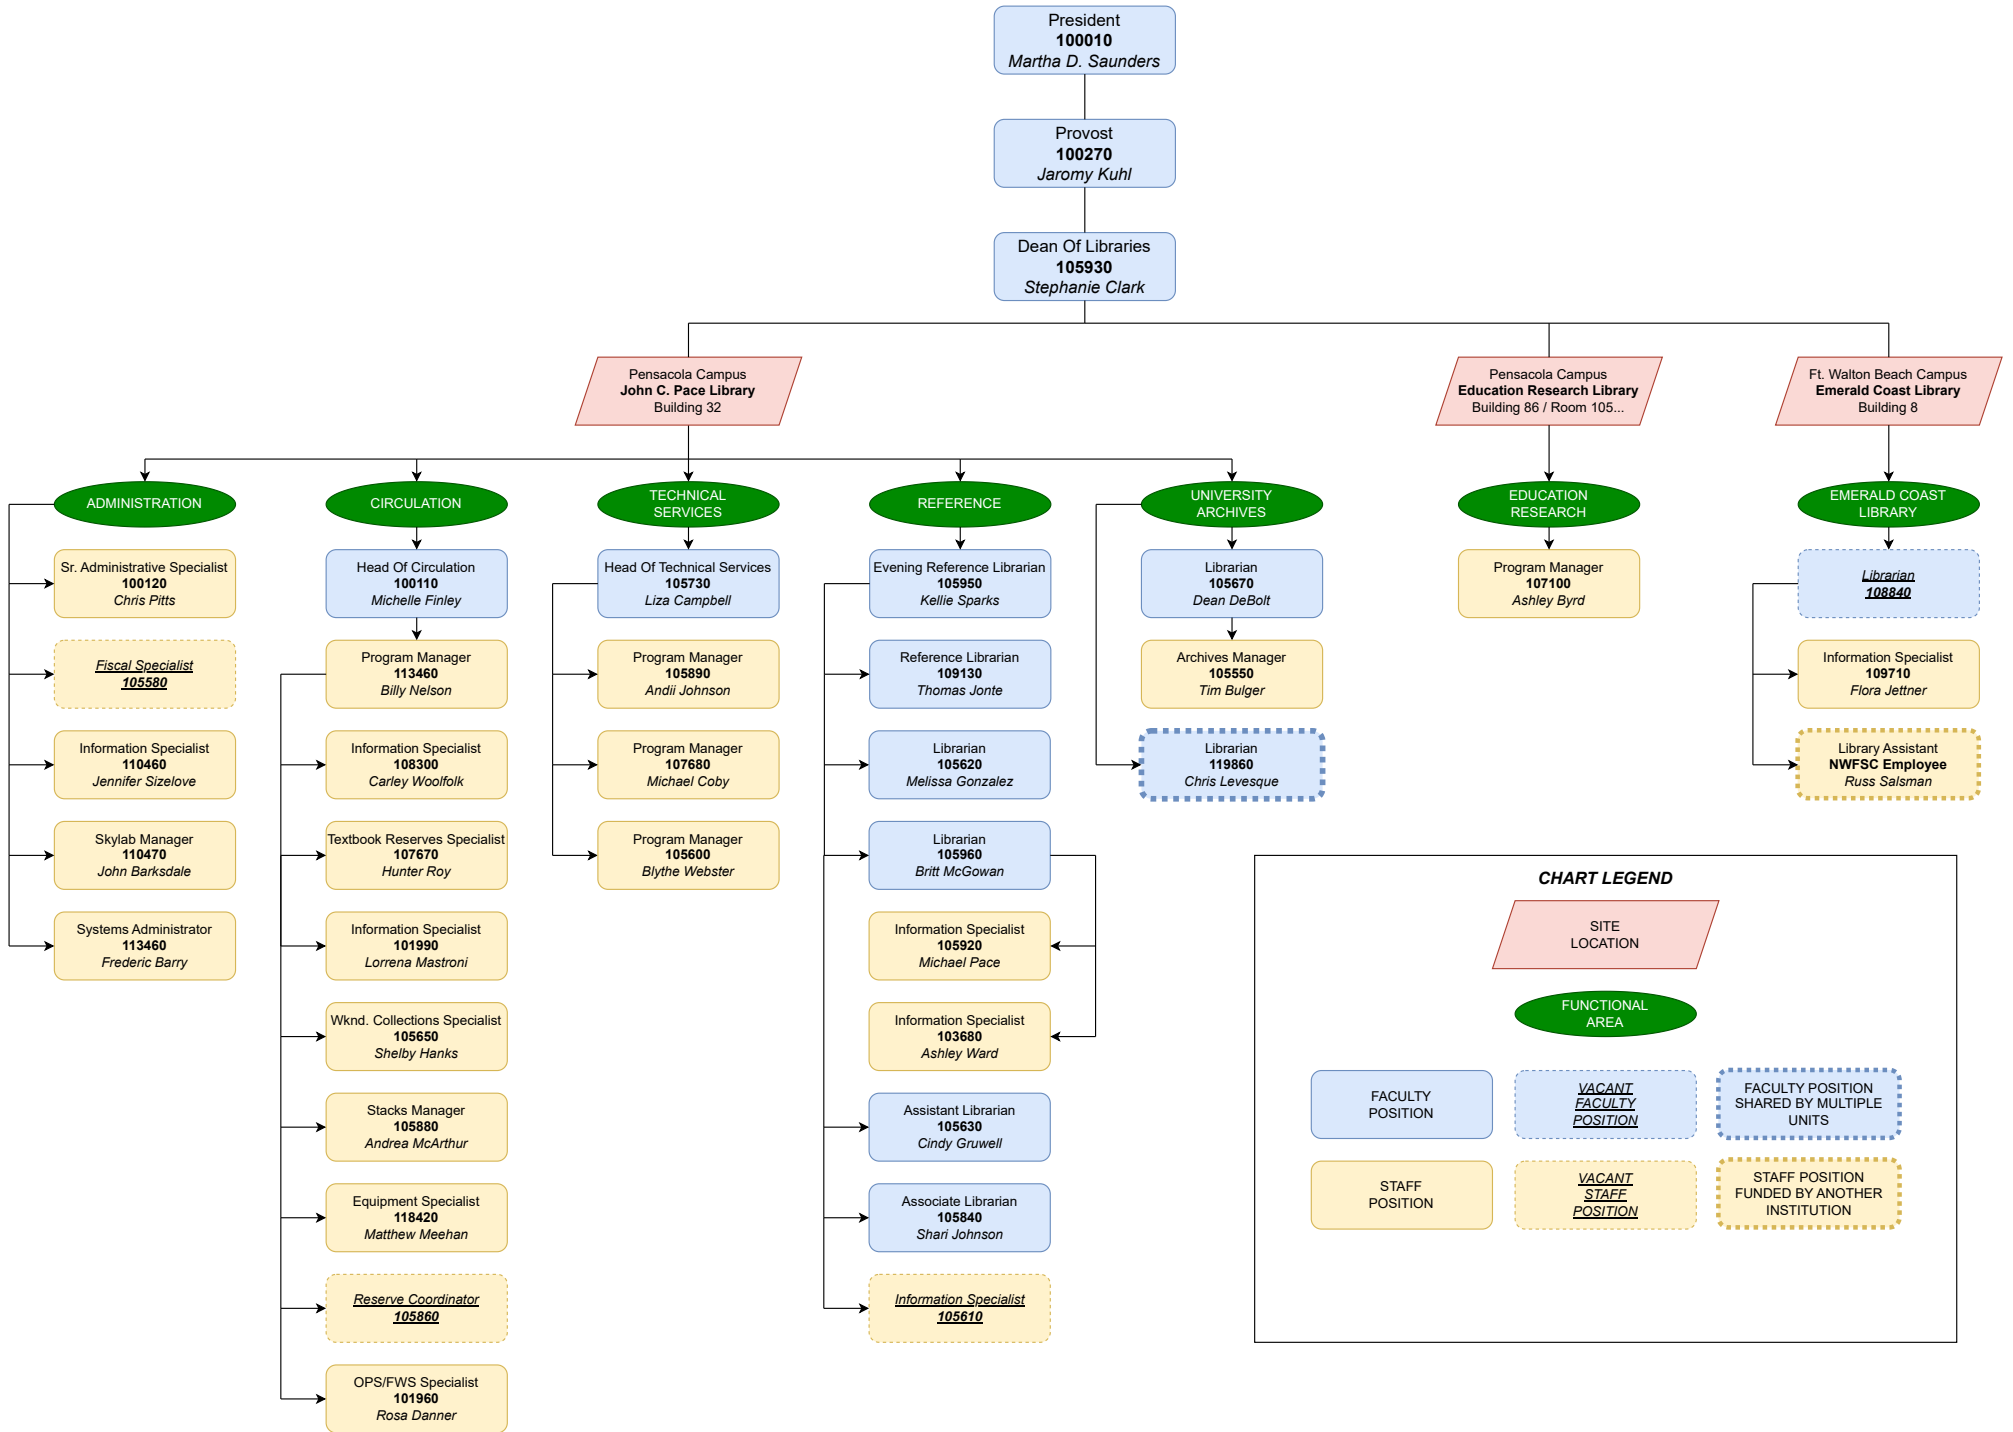 President
100010
Martha D. Saunders
Provost
100270
Jaromy Kuhl
Dean Of Libraries
105930
Stephanie Clark
Pensacola Campus
John C. Pace Library
Building 32
Pensacola Campus
Education Research Library
Building 86 / Room 105...
Ft. Walton Beach Campus
Emerald Coast Library
Building 8
ADMINISTRATION
Sr. Administrative Specialist
100120
Chris Pitts
Fiscal Specialist
105580
Information Specialist
110460
Jennifer Sizelove
Skylab Manager
110470
John Barksdale
Systems Administrator
113460
Frederic Barry
CIRCULATION
Head Of Circulation
100110
Michelle Finley
Program Manager
113460
Billy Nelson
Information Specialist
108300
Carley Woolfolk
Textbook Reserves Specialist
107670
Hunter Roy
Information Specialist
101990
Lorrena Mastroni
Wknd. Collections Specialist
105650
Shelby Hanks
Stacks Manager
105880
Andrea McArthur
Equipment Specialist
118420
Matthew Meehan
Reserve Coordinator
105860
OPS/FWS Specialist
101960
Rosa Danner
TECHNICAL
SERVICES
Head Of Technical Services
105730
Liza Campbell
Program Manager
105890
Andii Johnson
Program Manager
107680
Michael Coby
Program Manager
105600
Blythe Webster
REFERENCE
Evening Reference Librarian
105950
Kellie Sparks
Reference Librarian
109130
Thomas Jonte
Librarian
105620
Melissa Gonzalez
Librarian
105960
Britt McGowan
Information Specialist
105920
Michael Pace
Information Specialist
103680
Ashley Ward
Assistant Librarian
105630
Cindy Gruwell
Associate Librarian
105840
Shari Johnson
Information Specialist
105610
UNIVERSITY
ARCHIVES
Librarian
105670
Dean DeBolt
Archives Manager
105550
Tim Bulger
Librarian
119860
Chris Levesque
EDUCATION
RESEARCH
Program Manager
107100
Ashley Byrd
EMERALD COAST
LIBRARY
Librarian
108840
Information Specialist
109710
Flora Jettner
Library Assistant
NWFSC Employee
Russ Salsman
CHART LEGEND
SITE
LOCATION
FUNCTIONAL
AREA
FACULTY
POSITION
VACANT
FACULTY
POSITION
FACULTY POSITION
SHARED BY MULTIPLE
UNITS
STAFF
POSITION
VACANT
STAFF
POSITION
STAFF POSITION
FUNDED BY ANOTHER
INSTITUTION